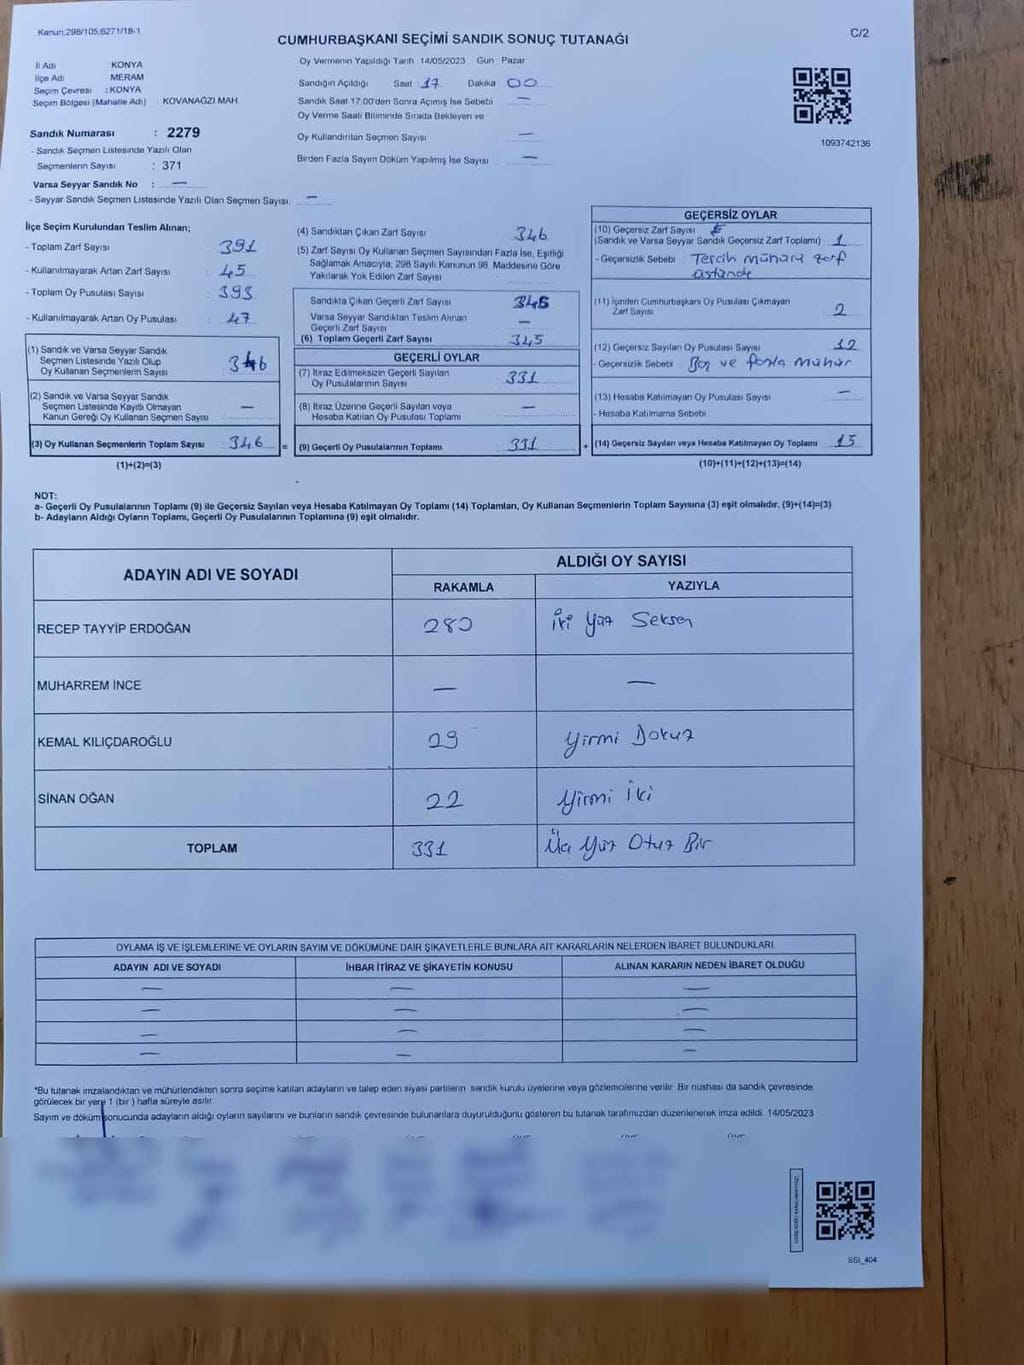 Kanun:298/105,6271/18-1
CUMHURBAŞKANI SEÇİMİ SANDIK SONUÇ TUTANAĞI
C/2
İl Adı : KONYA
İlçe Adı : MERAM
Seçim Çevresi : KONYA
Seçim Bölgesi (Mahalle Adı) : KOVANAĞZI MAH.
Sandık Numarası : 2279
- Sandık Seçmen Listesinde Yazılı Olan
Seçmenlerin Sayısı : 371
Varsa Seyyar Sandık No : —
- Seyyar Sandık Seçmen Listesinde Yazılı Olan Seçmen Sayısı: —
Oy Vermenin Yapıldığı Tarih 14/05/2023 Gün Pazar
Sandığın Açıldığı Saat : 17 Dakika 00
Sandık Saat 17:00'den Sonra Açımış İse Sebebi —
Oy Verme Saati Bitiminde Sırada Bekleyen ve
Oy Kullandırılan Seçmen Sayısı —
Birden Fazla Sayım Döküm Yapılmış İse Sayısı —
1093742136
İlçe Seçim Kurulundan Teslim Alınan;
- Toplam Zarf Sayısı : 391
- Kullanılmayarak Artan Zarf Sayısı : 45
- Toplam Oy Pusulası Sayısı : 393
- Kullanılmayarak Artan Oy Pusulası : 47
(1) Sandık ve Varsa Seyyar Sandık
Seçmen Listesinde Yazılı Olup
Oy Kullanan Seçmenlerin Sayısı : 346
(2) Sandık ve Varsa Seyyar Sandık
Seçmen Listesinde Kayıtlı Olmayan
Kanun Gereği Oy Kullanan Seçmen Sayısı —
(3) Oy Kullanan Seçmenlerin Toplam Sayısı : 346 =
(1)+(2)=(3)
(4) Sandıktan Çıkan Zarf Sayısı 346
(5) Zarf Sayısı Oy Kullanan Seçmen Sayısından Fazla İse, Eşitliği
Sağlamak Amacıyla, 298 Sayılı Kanunun 98. Maddesine Göre
Yakılarak Yok Edilen Zarf Sayısı
Sandıkta Çıkan Geçerli Zarf Sayısı 345
Varsa Seyyar Sandıktan Teslim Alınan
Geçerli Zarf Sayısı —
(6) Toplam Geçerli Zarf Sayısı 345
GEÇERLİ OYLAR
(7) İtiraz Edilmeksizin Geçerli Sayılan
Oy Pusulalarının Sayısı 331
(8) İtiraz Üzerine Geçerli Sayılan veya
Hesaba Katılan Oy Pusulası Toplamı —
(9) Geçerli Oy Pusulalarının Toplamı 331 +
GEÇERSİZ OYLAR
(10) Geçersiz Zarf Sayısı
(Sandık ve Varsa Seyyar Sandık Geçersiz Zarf Toplamı) 1
- Geçersizlik Sebebi : Tercih mührü zarf
üstünde
(11) İçinden Cumhurbaşkanı Oy Pusulası Çıkmayan
Zarf Sayısı 2
(12) Geçersiz Sayılan Oy Pusulası Sayısı 12
- Geçersizlik Sebebi : Boş ve fazla mühür
(13) Hesaba Katılmayan Oy Pusulası Sayısı —
- Hesaba Katılmama Sebebi
(14) Geçersiz Sayılan veya Hesaba Katılmayan Oy Toplamı 15
(10)+(11)+(12)+(13)=(14)
NOT:
a- Geçerli Oy Pusulalarının Toplamı (9) ile Geçersiz Sayılan veya Hesaba Katılmayan Oy Toplamı (14) Toplamları, Oy Kullanan Seçmenlerin Toplam Sayısına (3) eşit olmalıdır. (9)+(14)=(3)
b- Adayların Aldığı Oyların Toplamı, Geçerli Oy Pusulalarının Toplamına (9) eşit olmalıdır.
ADAYIN ADI VE SOYADI
ALDIĞI OY SAYISI
RAKAMLA YAZIYLA
RECEP TAYYİP ERDOĞAN 280 İki Yüz Seksen
MUHARREM İNCE — —
KEMAL KILIÇDAROĞLU 29 Yirmi Dokuz
SİNAN OĞAN 22 Yirmi İki
TOPLAM 331 Üç Yüz Otuz Bir
OYLAMA İŞ VE İŞLEMLERİNE VE OYLARIN SAYIM VE DÖKÜMÜNE DAİR ŞİKAYETLERLE BUNLARA AİT KARARLARIN NELERDEN İBARET BULUNDUKLARI
ADAYIN ADI VE SOYADI İHBAR İTİRAZ VE ŞİKAYETİN KONUSU ALINAN KARARIN NEDEN İBARET OLDUĞU
— — —
— — —
— — —
— — —
*Bu tutanak imzalandıktan ve mühürlendikten sonra seçime katılan adayların ve talep eden siyasi partilerin sandık kurulu üyelerine veya gözlemcilerine verilir. Bir nüshası da sandık çevresinde
görülecek bir yere 1 (bir ) hafta süreyle asılır.
Sayım ve döküm sonucunda adayların aldığı oyların sayılarını ve bunların sandık çevresinde bulunanlara duyurulduğunu gösteren bu tutanak tarafımızdan düzenlenerek imza edildi. 14/05/2023
SSI_404